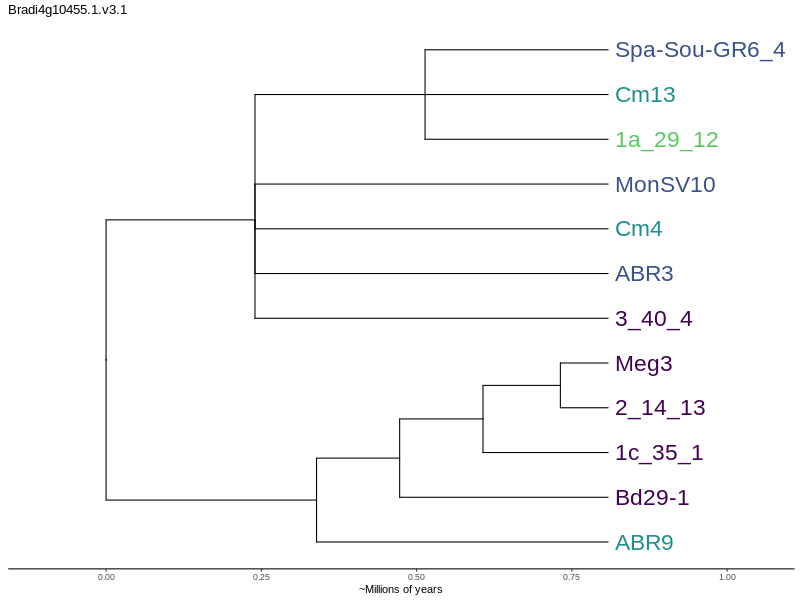 Bradi4g10455.1.v3.1
Spa-Sou-GR6_4
Cm13
1a_29_12
MonSV10
Cm4
ABR3
3_40_4
Meg3
2_14_13
1c_35_1
Bd29-1
ABR9
0.00 0.25 0.50 0.75 1.00
~Millions of years